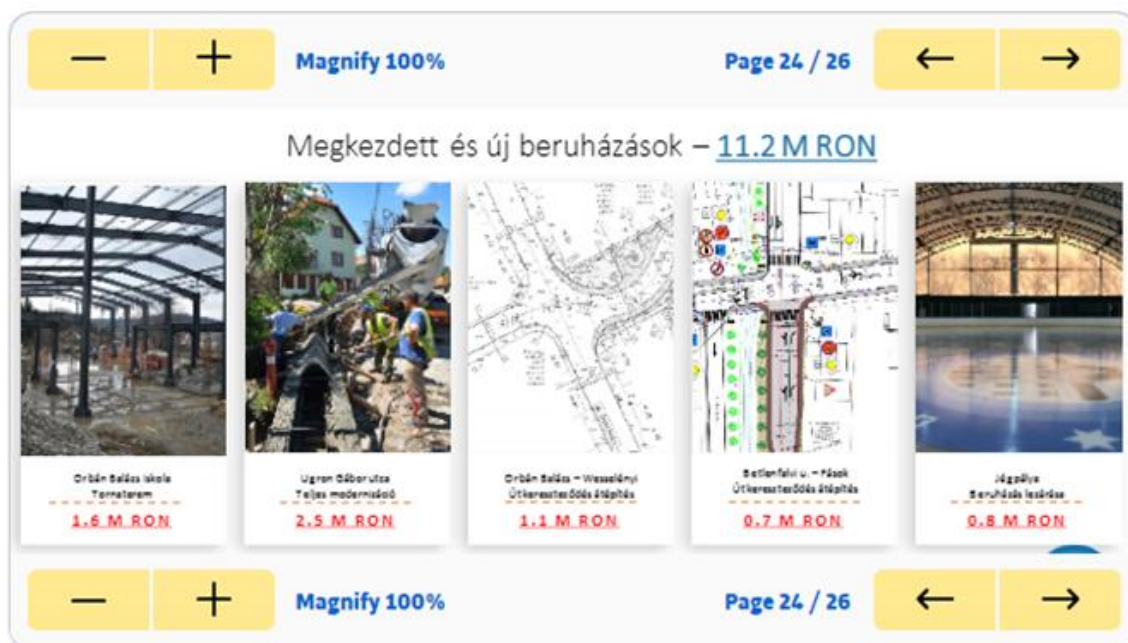 Magnify 100%
Page 24 / 26
Megkezdett és új beruházások – 11.2 M RON
Orbán Balázs Iskola
Tornaterem
1.6 M RON
Ugron Gábor utca
Teljes modernizáció
2.5 M RON
Orbán Balázs – Wesselényi
Útkereszteződés átépítés
1.1 M RON
Betlenfalvi u. – Fások
Útkereszteződés átépítés
0.7 M RON
Jégpálya
Beruházás lezárása
0.8 M RON
Magnify 100%
Page 24 / 26